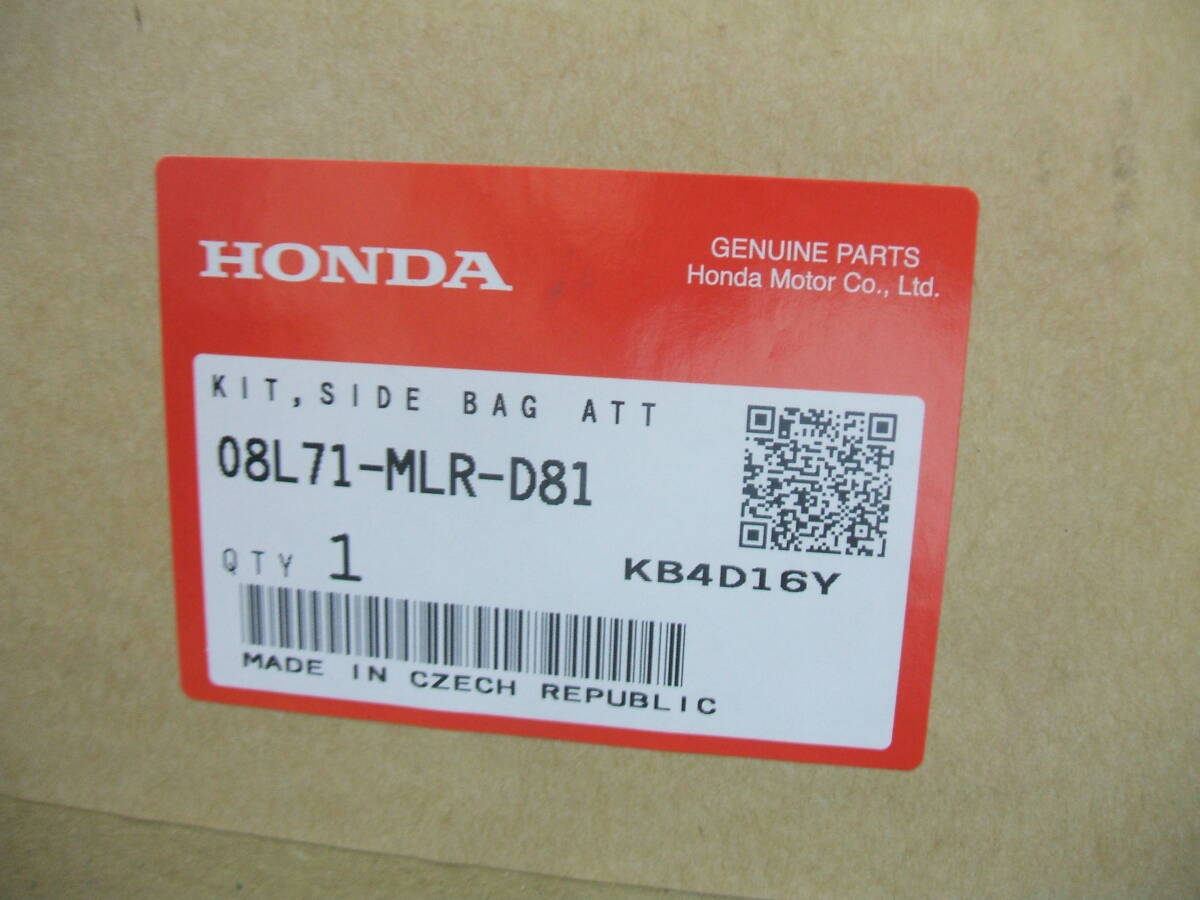 HONDA
GENUINE PARTS
Honda Motor Co., Ltd.
KIT, SIDE BAG ATT
08L71-MLR-D81
QTY 1
KB4D16Y
MADE IN CZECH REPUBLIC